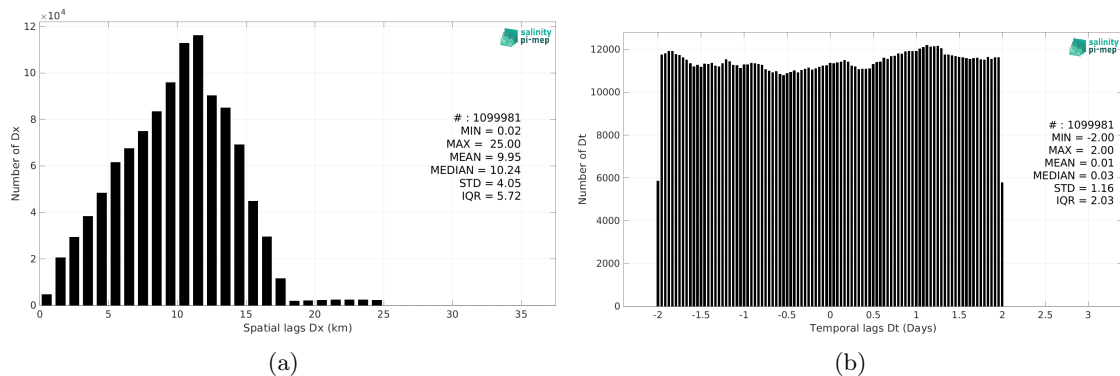 ×10⁴
12
10
8
6
4
2
0
Number of Dx
0 5 10 15 20 25 30 35
Spatial lags Dx (km)
salinity
pi-mep
# : 1099981
MIN = 0.02
MAX = 25.00
MEAN = 9.95
MEDIAN = 10.24
STD = 4.05
IQR = 5.72
(a)
12000
10000
8000
6000
4000
2000
0
Number of Dt
-2 -1.5 -1 -0.5 0 0.5 1 1.5 2 2.5 3
Temporal lags Dt (Days)
salinity
pi-mep
# : 1099981
MIN = -2.00
MAX = 2.00
MEAN = 0.01
MEDIAN = 0.03
STD = 1.16
IQR = 2.03
(b)